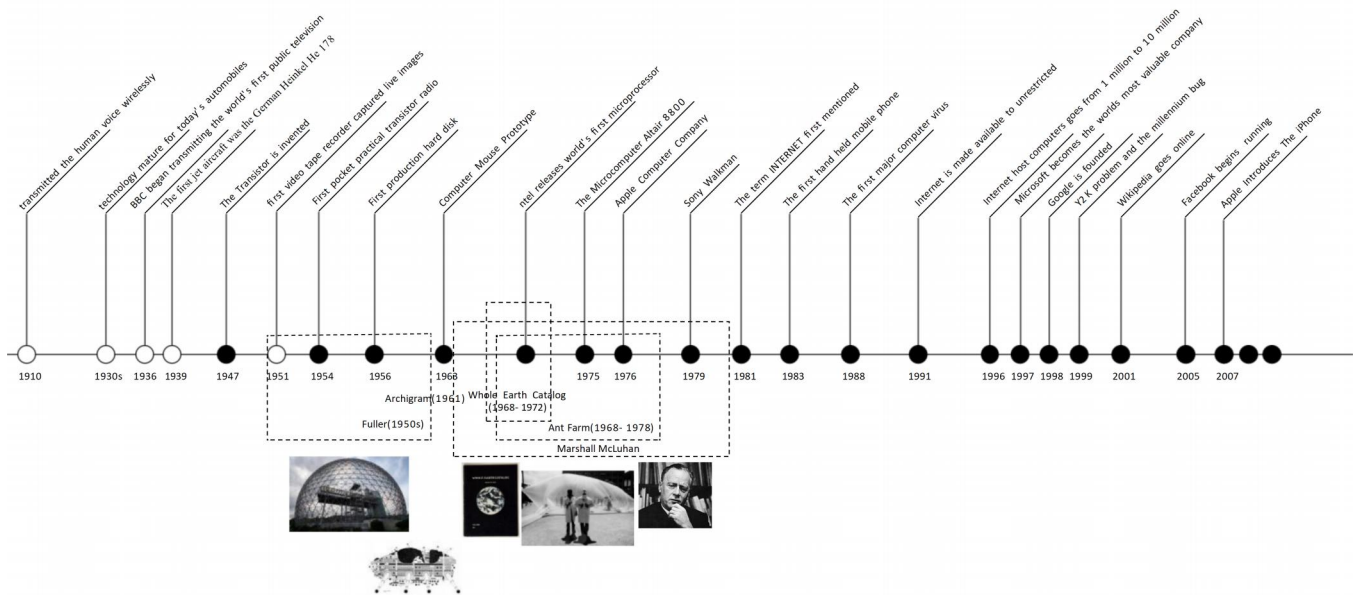 transmitted the human voice wirelessly
technology mature for today's automobiles
BBC began transmitting the world's first public television
The first jet aircraft was the German Heinkel He 178
The Transistor is invented
first video tape recorder captured live images
First pocket practical transistor radio
First production hard disk
Computer Mouse Prototype
ntel releases world's first microprocessor
The Microcomputer Altair 8800
Apple Computer Company
Sony Walkman
The term INTERNET first mentioned
The first hand held mobile phone
The first major computer virus
Internet is made available to unrestricted
Internet host computers goes from 1 million to 10 million
Microsoft becomes the worlds most valuable company
Google is founded
Y2K problem and the millennium bug
Wikipedia goes online
Facebook begins running
Apple Introduces The iPhone
1910
1930s
1936
1939
1947
1951
1954
1956
1963
1975
1976
1979
1981
1983
1988
1991
1996
1997
1998
1999
2001
2005
2007
Archigram(1961)
Whole Earth Catalog
(1968-1972)
Fuller(1950s)
Ant Farm(1968-1978)
Marshall McLuhan